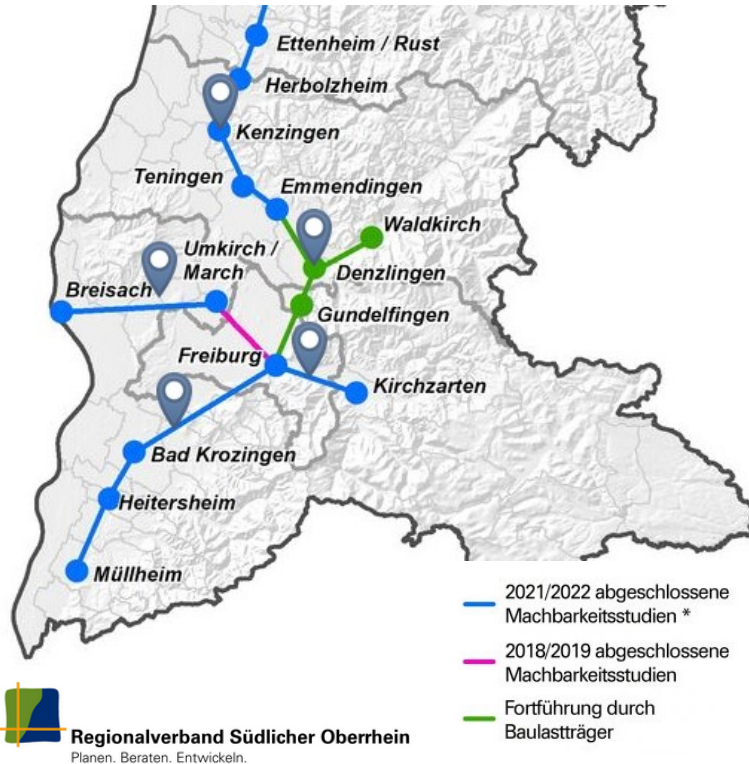 Ettenheim / Rust
Herbolzheim
Kenzingen
Teningen
Emmendingen
Waldkirch
Umkirch /
March
Denzlingen
Breisach
Gundelfingen
Freiburg
Kirchzarten
Bad Krozingen
Heitersheim
Müllheim
2021/2022 abgeschlossene
Machbarkeitsstudien *
2018/2019 abgeschlossene
Machbarkeitsstudien
Fortführung durch
Baulastträger
Regionalverband Südlicher Oberrhein
Planen. Beraten. Entwickeln.